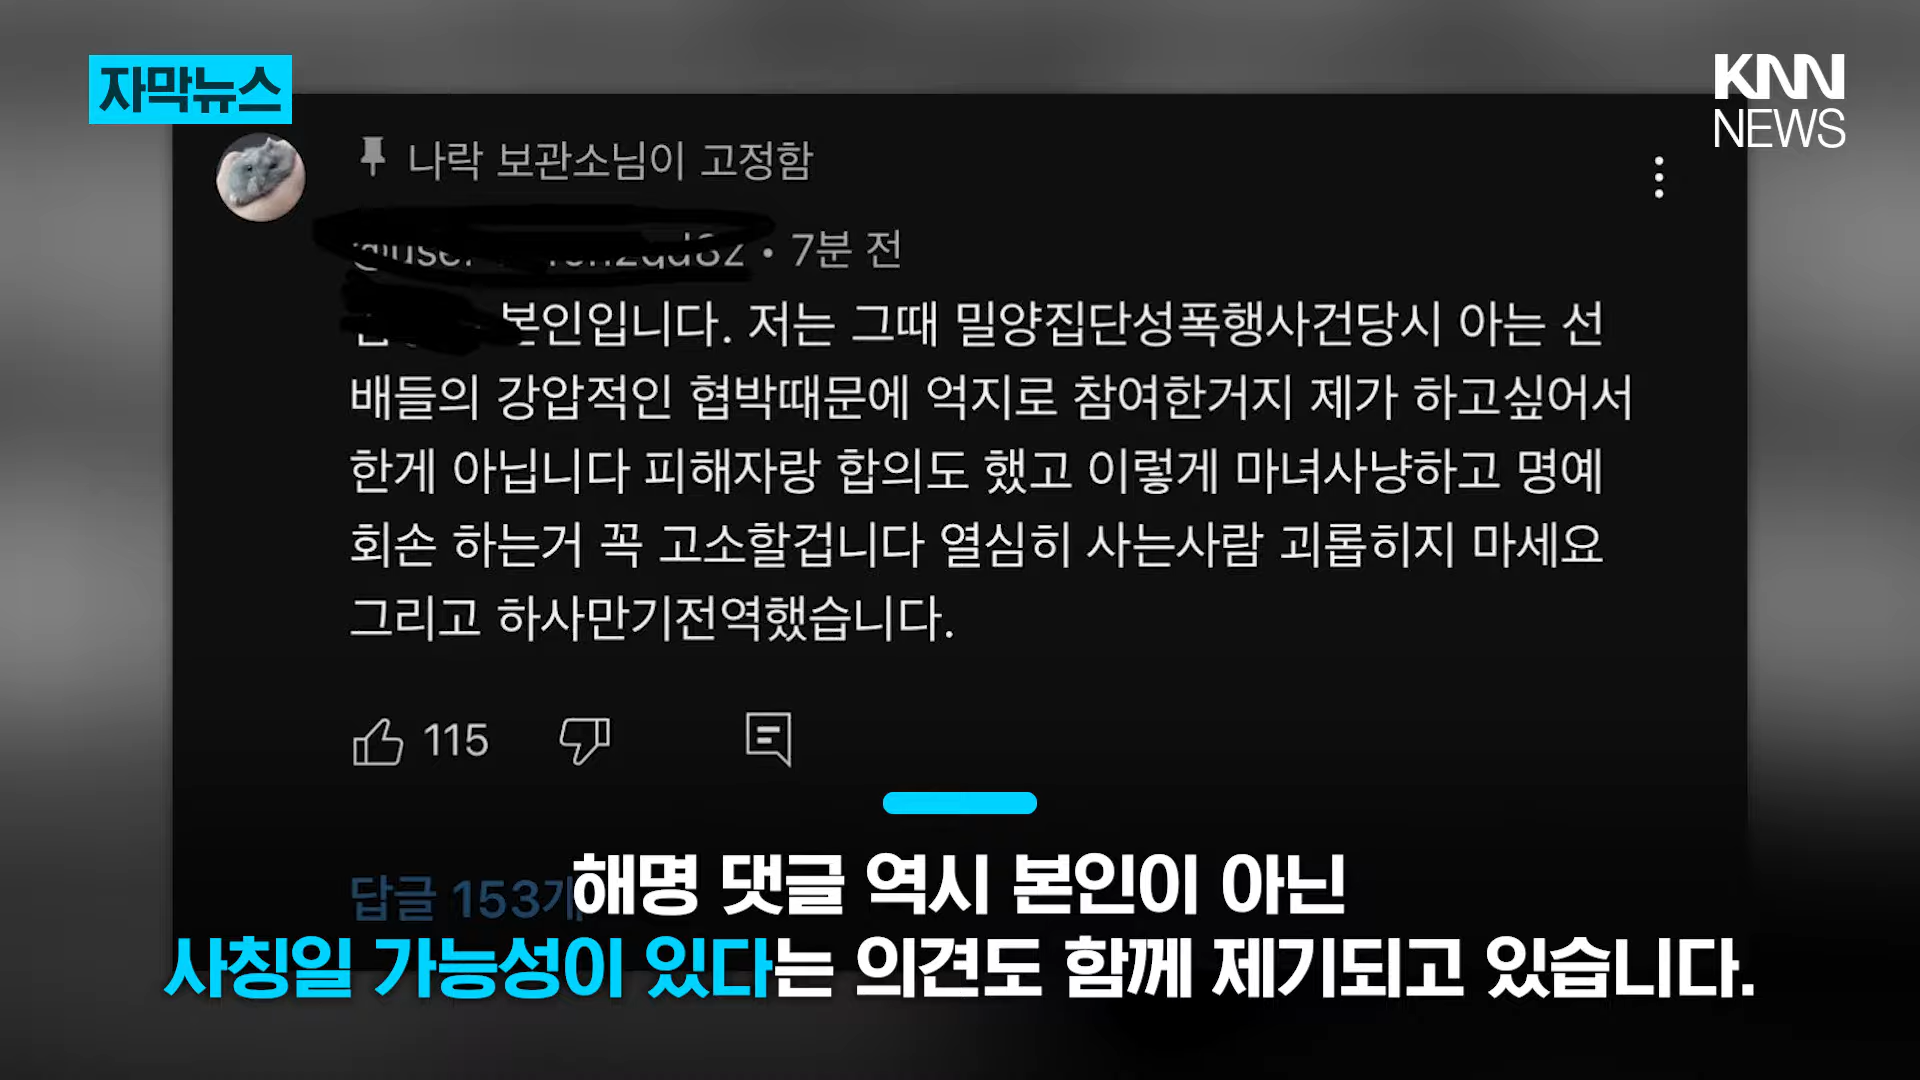 자막뉴스
KNN
NEWS
나락 보관소님이 고정함
• 7분 전
본인입니다. 저는 그때 밀양집단성폭행사건당시 아는 선
배들의 강압적인 협박때문에 억지로 참여한거지 제가 하고싶어서
한게 아닙니다 피해자랑 합의도 했고 이렇게 마녀사냥하고 명예
회손 하는거 꼭 고소할겁니다 열심히 사는사람 괴롭히지 마세요
그리고 하사만기전역했습니다.
115
답글 153개
해명 댓글 역시 본인이 아닌
사칭일 가능성이 있다는 의견도 함께 제기되고 있습니다.